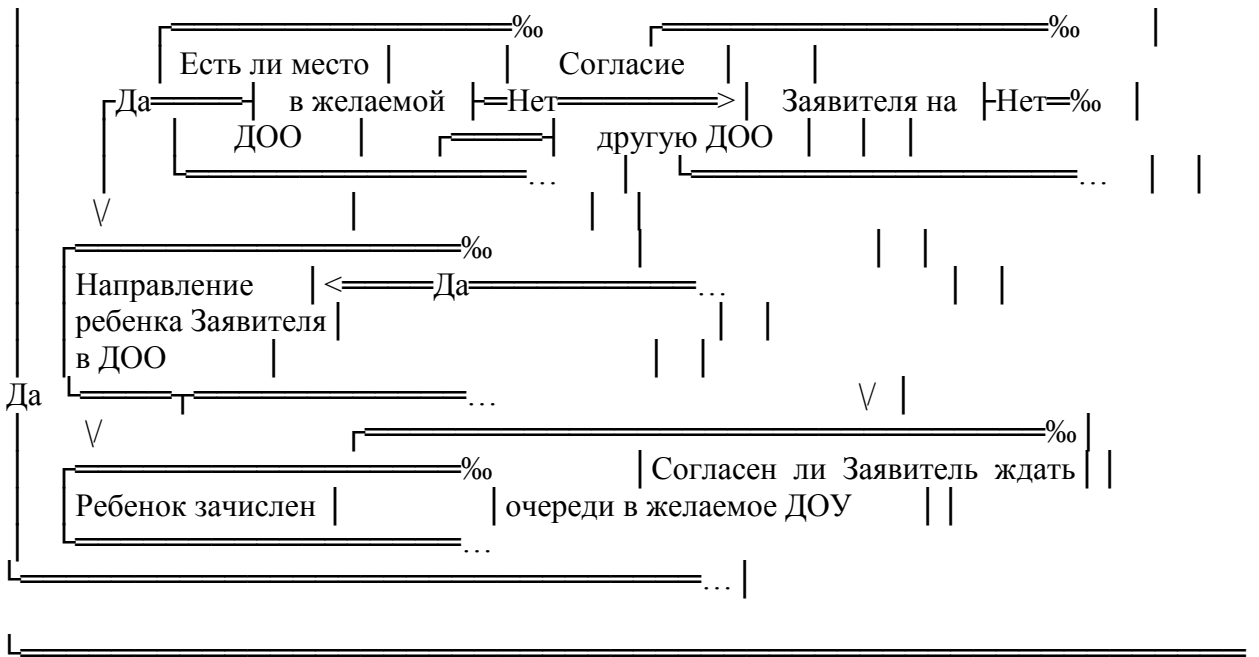 Есть ли место Согласие
Да в желаемой Нет > Заявителя на Нет
ДОО другую ДОО
Направление < Да
ребенка Заявителя
в ДОО
Да
Согласен ли Заявитель ждать
Ребенок зачислен очереди в желаемое ДОУ